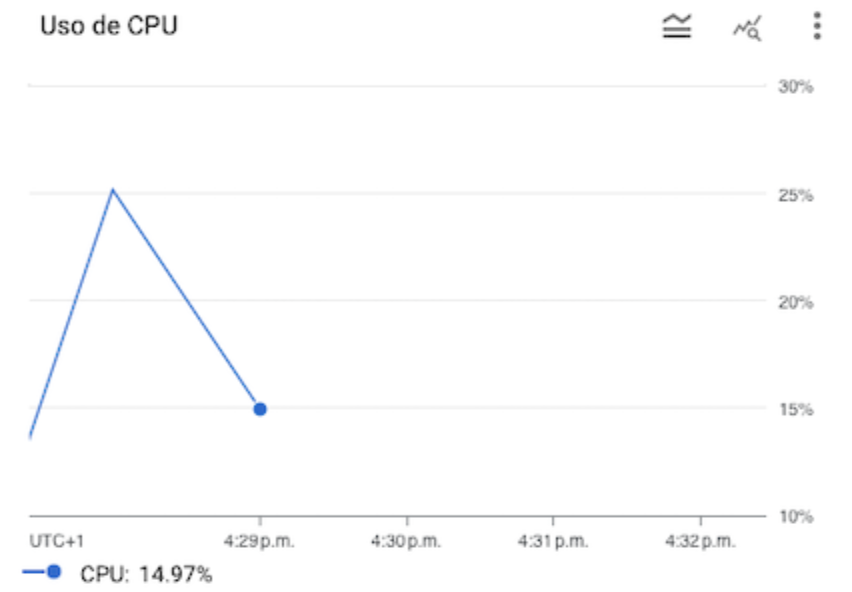 Uso de CPU
30%
25%
20%
15%
10%
UTC+1 4:29 p.m. 4:30 p.m. 4:31 p.m. 4:32 p.m.
CPU: 14.97%